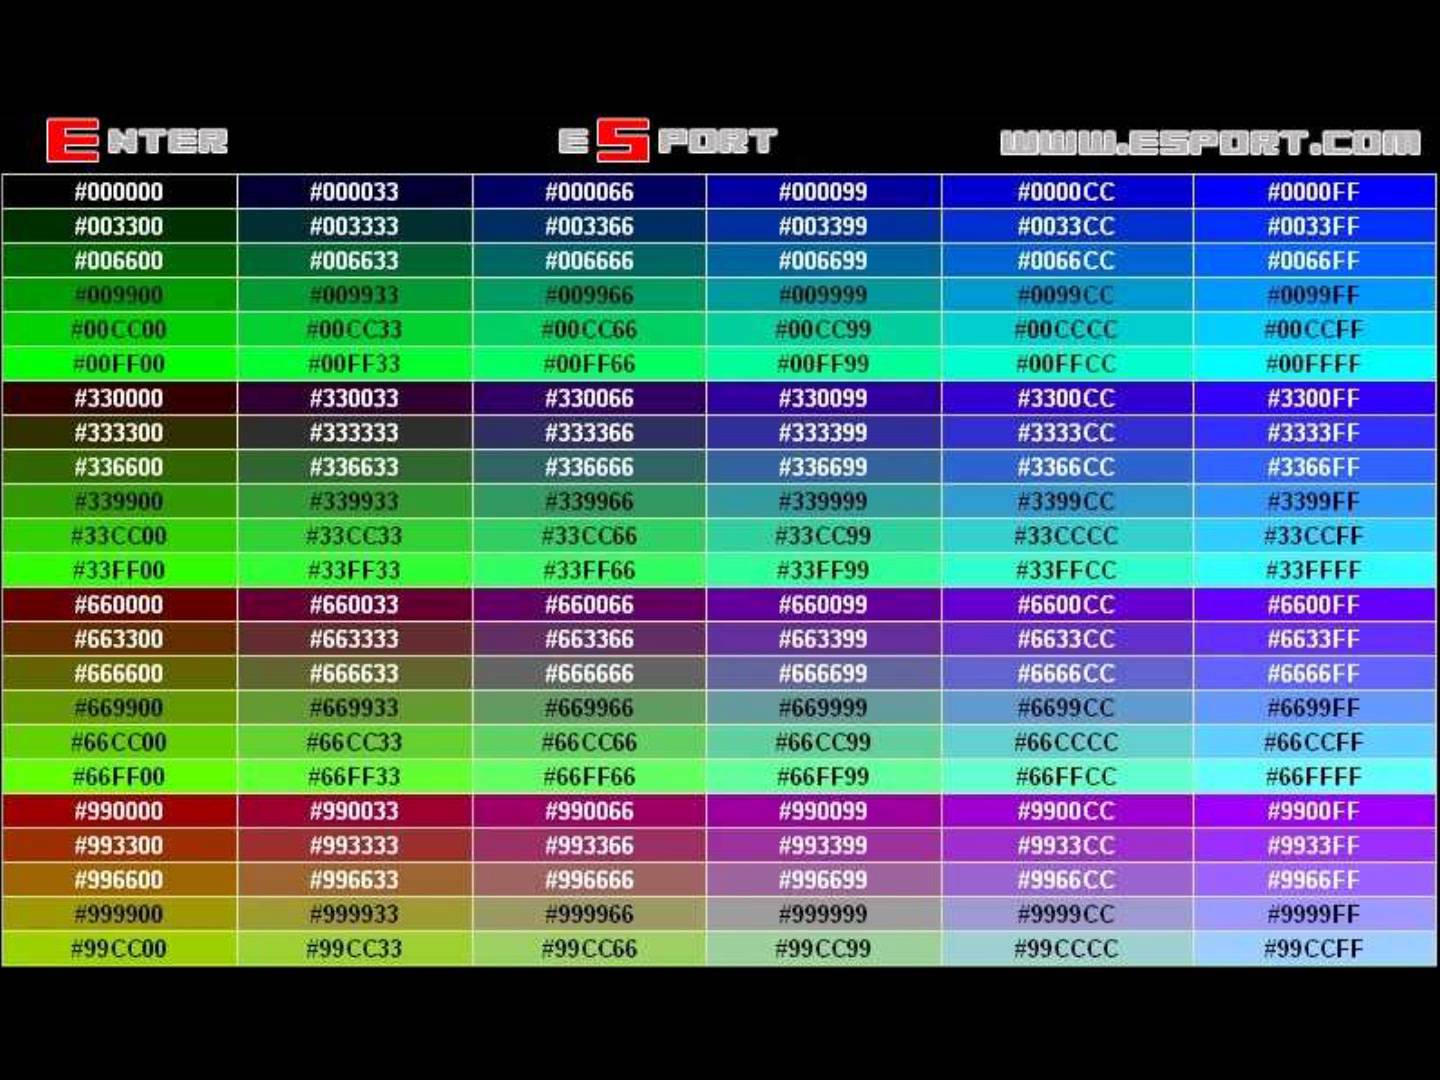 ENTER eSPORT WWW.ESPORT.COM
#000000 #000033 #000066 #000099 #0000CC #0000FF
#003300 #003333 #003366 #003399 #0033CC #0033FF
#006600 #006633 #006666 #006699 #0066CC #0066FF
#009900 #009933 #009966 #009999 #0099CC #0099FF
#00CC00 #00CC33 #00CC66 #00CC99 #00CCCC #00CCFF
#00FF00 #00FF33 #00FF66 #00FF99 #00FFCC #00FFFF
#330000 #330033 #330066 #330099 #3300CC #3300FF
#333300 #333333 #333366 #333399 #3333CC #3333FF
#336600 #336633 #336666 #336699 #3366CC #3366FF
#339900 #339933 #339966 #339999 #3399CC #3399FF
#33CC00 #33CC33 #33CC66 #33CC99 #33CCCC #33CCFF
#33FF00 #33FF33 #33FF66 #33FF99 #33FFCC #33FFFF
#660000 #660033 #660066 #660099 #6600CC #6600FF
#663300 #663333 #663366 #663399 #6633CC #6633FF
#666600 #666633 #666666 #666699 #6666CC #6666FF
#669900 #669933 #669966 #669999 #6699CC #6699FF
#66CC00 #66CC33 #66CC66 #66CC99 #66CCCC #66CCFF
#66FF00 #66FF33 #66FF66 #66FF99 #66FFCC #66FFFF
#990000 #990033 #990066 #990099 #9900CC #9900FF
#993300 #993333 #993366 #993399 #9933CC #9933FF
#996600 #996633 #996666 #996699 #9966CC #9966FF
#999900 #999933 #999966 #999999 #9999CC #9999FF
#99CC00 #99CC33 #99CC66 #99CC99 #99CCCC #99CCFF